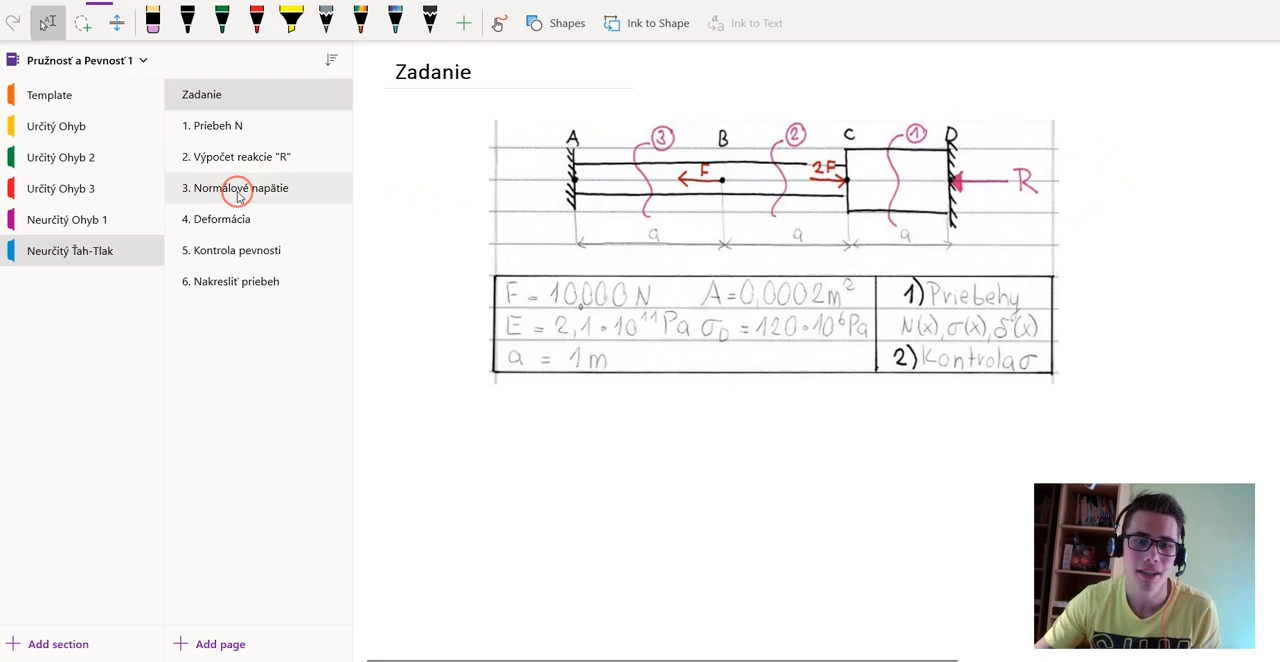 Shapes
Ink to Shape
Ink to Text
Pružnosť a Pevnosť 1
Template
Určitý Ohyb
Určitý Ohyb 2
Určitý Ohyb 3
Neurčitý Ohyb 1
Neurčitý Ťah-Tlak
Add section
Zadanie
1. Priebeh N
2. Výpočet reakcie "R"
3. Normálové napätie
4. Deformácia
5. Kontrola pevnosti
6. Nakresliť priebeh
Add page
Zadanie
A 3 B 2 C 1 D
F 2F R
a a a
F = 10.000 N A = 0,0002 m²
E = 2,1 · 10¹¹ Pa σD = 120 · 10⁶ Pa
a = 1 m
1) Priebehy
N(x), σ(x), δ(x)
2) Kontrola σ